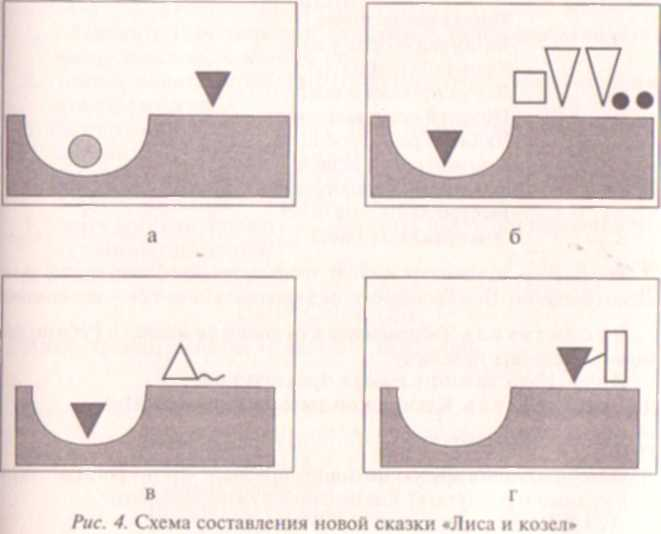 а
б
в
г
Рис. 4. Схема составления новой сказки «Лиса и козел»